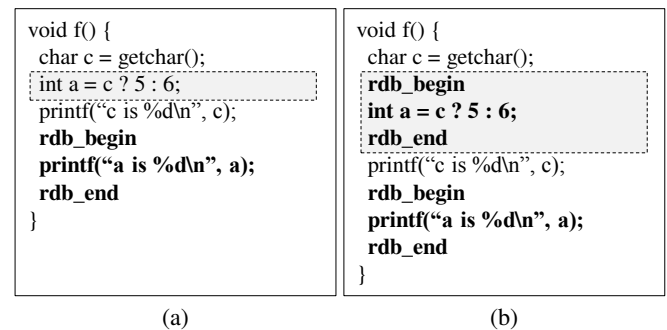 void f() {
char c = getchar();
int a = c ? 5 : 6;
printf(“c is %d\n”, c);
rdb_begin
printf(“a is %d\n”, a);
rdb_end
}
(a)
void f() {
char c = getchar();
rdb_begin
int a = c ? 5 : 6;
rdb_end
printf(“c is %d\n”, c);
rdb_begin
printf(“a is %d\n”, a);
rdb_end
}
(b)